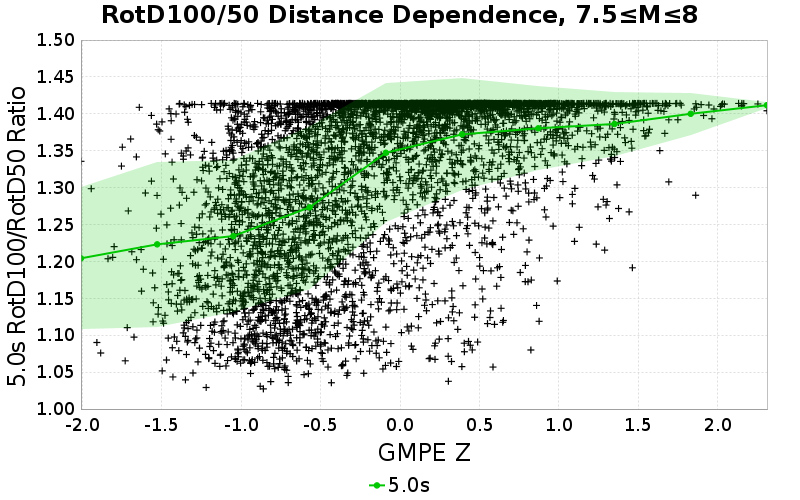 RotD100/50 Distance Dependence, 7.5≤M≤8
5.0s RotD100/RotD50 Ratio
1.50
1.45
1.40
1.35
1.30
1.25
1.20
1.15
1.10
1.05
1.00
-2.0 -1.5 -1.0 -0.5 0.0 0.5 1.0 1.5 2.0
GMPE Z
5.0s